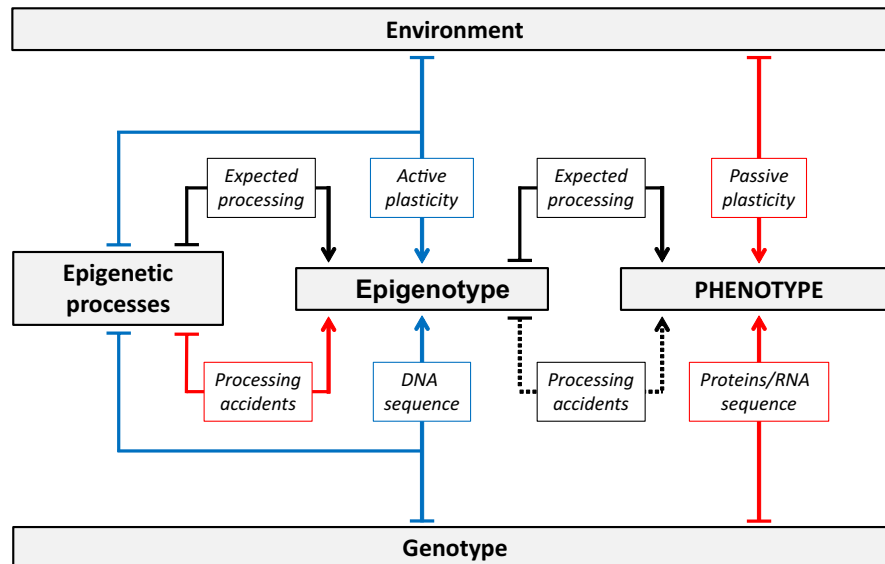 Environment
Expected
processing
Active
plasticity
Expected
processing
Passive
plasticity
Epigenetic
processes
Epigenotype
PHENOTYPE
Processing
accidents
DNA
sequence
Processing
accidents
Proteins/RNA
sequence
Genotype